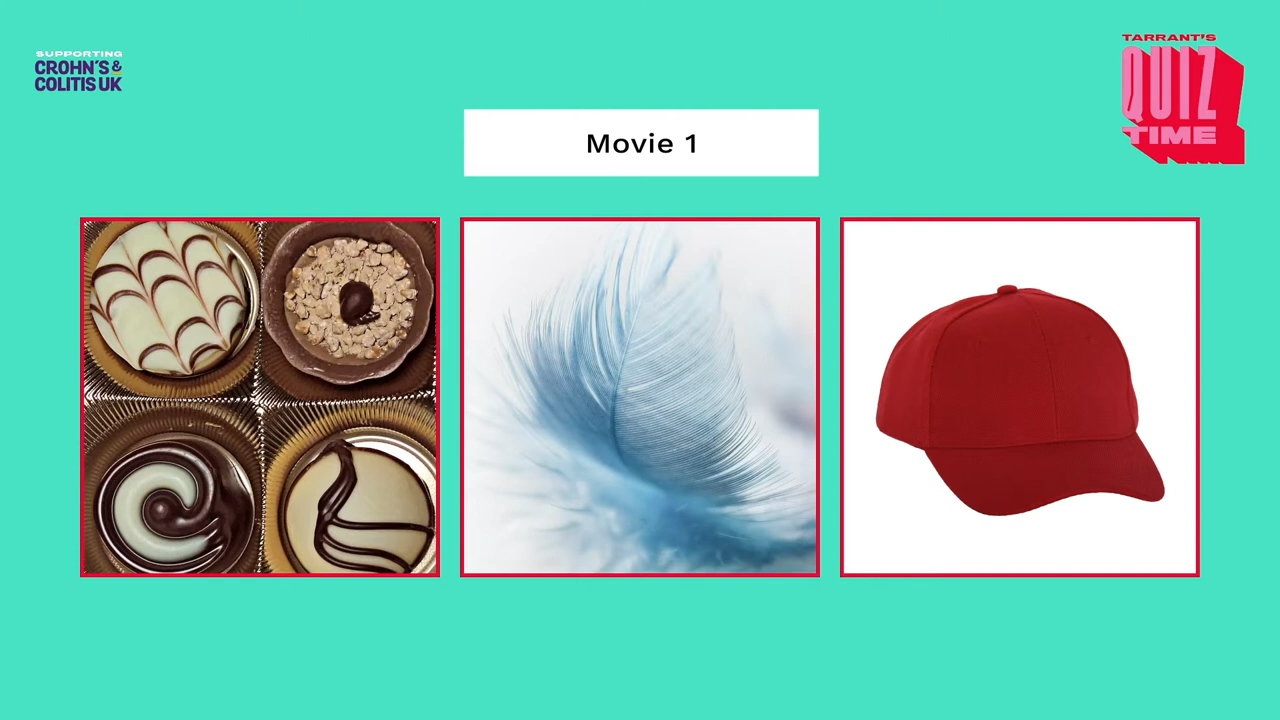 SUPPORTING
CROHN'S &
COLITIS UK
TARRANT'S
QUIZ
TIME
Movie 1